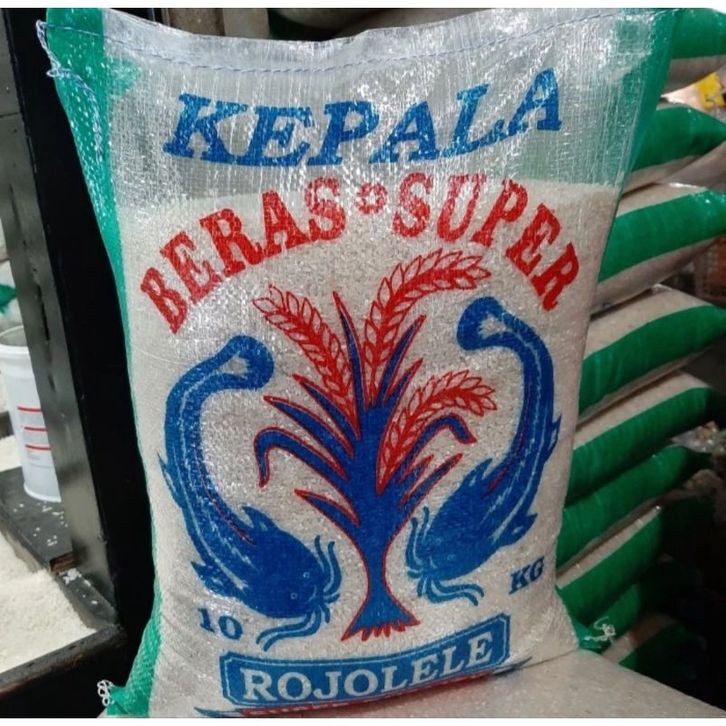 KEPALA
BERAS SUPER
10 KG
ROJOLELE